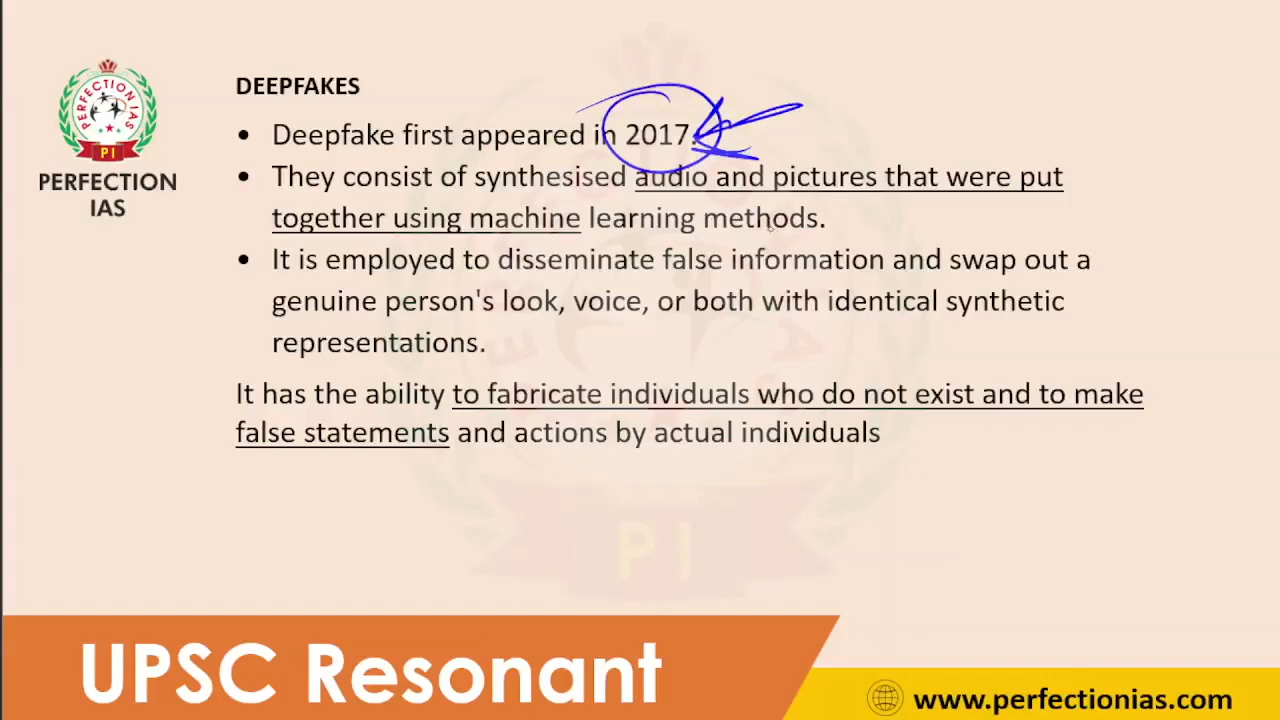 DEEPFAKES
• Deepfake first appeared in 2017.
• They consist of synthesised audio and pictures that were put
together using machine learning methods.
• It is employed to disseminate false information and swap out a
genuine person's look, voice, or both with identical synthetic
representations.
It has the ability to fabricate individuals who do not exist and to make
false statements and actions by actual individuals
PERFECTION IAS
PI
PERFECTION
IAS
PI
UPSC Resonant
www.perfectionias.com